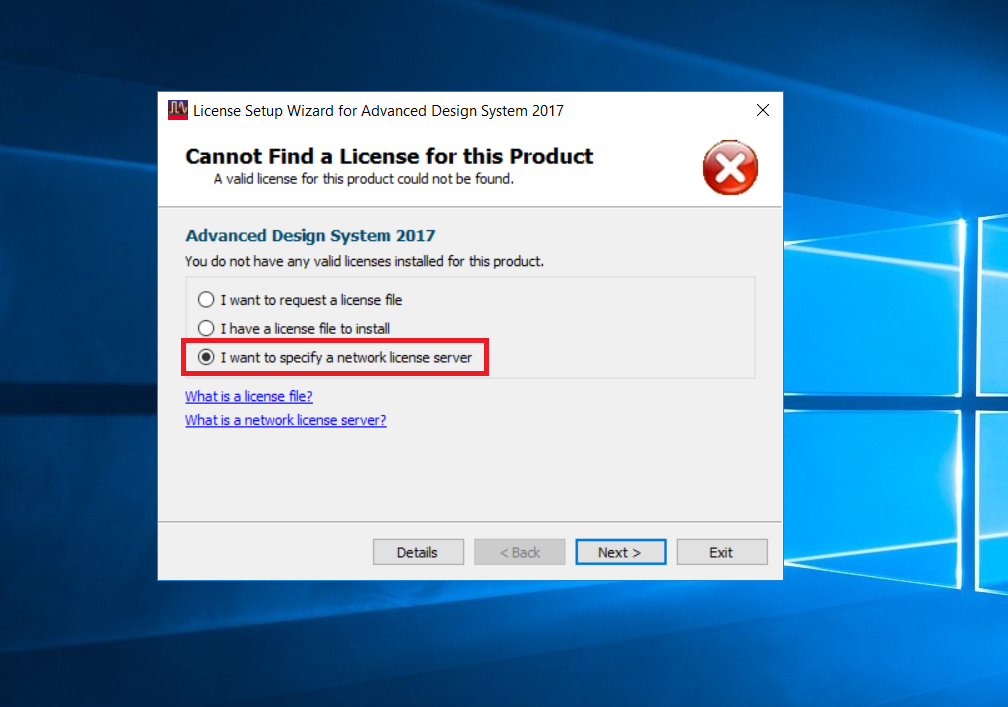 License Setup Wizard for Advanced Design System 2017
Cannot Find a License for this Product
A valid license for this product could not be found.
Advanced Design System 2017
You do not have any valid licenses installed for this product.
I want to request a license file
I have a license file to install
I want to specify a network license server
What is a license file?
What is a network license server?
Details
< Back
Next >
Exit